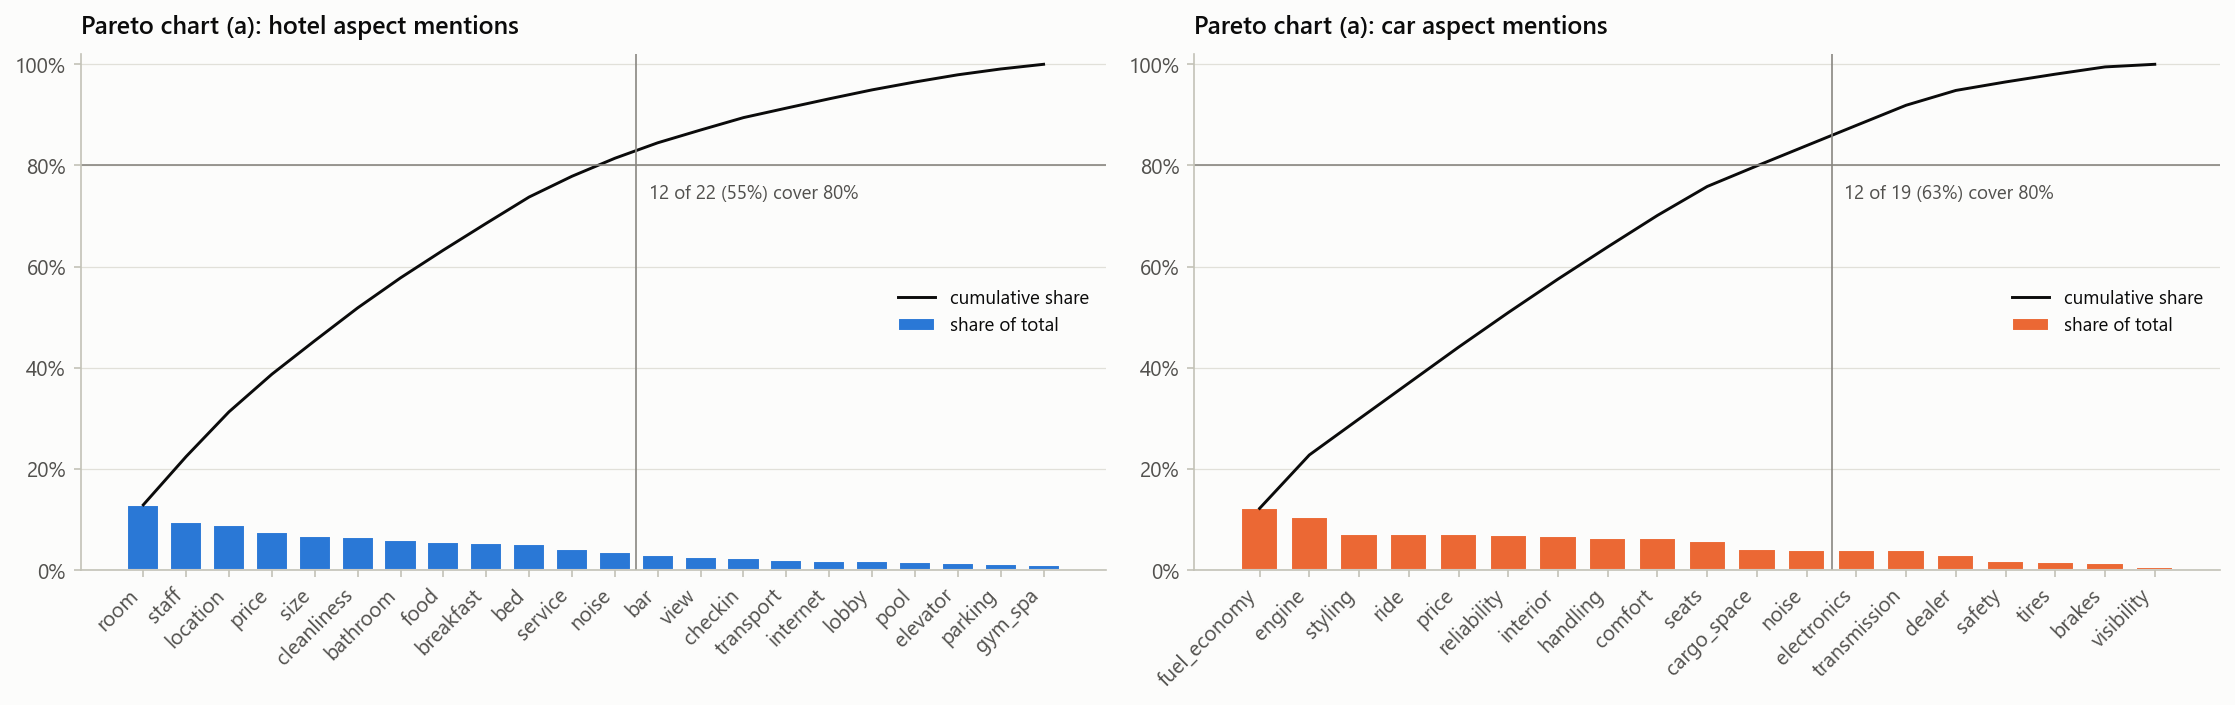 Pareto chart (a): hotel aspect mentions
100%
80%
60%
40%
20%
0%
12 of 22 (55%) cover 80%
cumulative share
share of total
room
staff
location
price
size
cleanliness
bathroom
food
breakfast
bed
service
noise
bar
view
checkin
transport
internet
lobby
pool
elevator
parking
gym_spa
Pareto chart (a): car aspect mentions
100%
80%
60%
40%
20%
0%
12 of 19 (63%) cover 80%
cumulative share
share of total
fuel_economy
engine
styling
ride
price
reliability
interior
handling
comfort
seats
cargo_space
noise
electronics
transmission
dealer
safety
tires
brakes
visibility